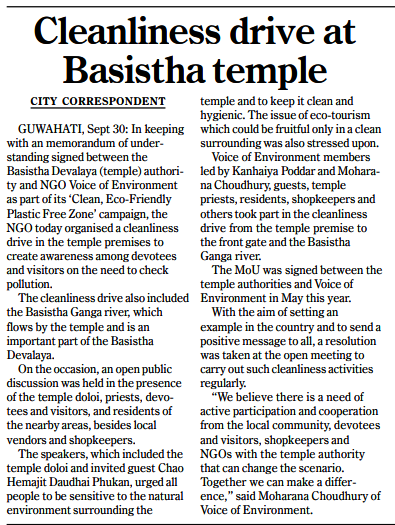 Cleanliness drive at
Basistha temple
CITY CORRESPONDENT
GUWAHATI, Sept 30: In keeping
with an memorandum of under-
standing signed between the
Basistha Devalaya (temple) authori-
ty and NGO Voice of Environment
as part of its ‘Clean, Eco-Friendly
Plastic Free Zone’ campaign, the
NGO today organised a cleanliness
drive in the temple premises to
create awareness among devotees
and visitors on the need to check
pollution.
The cleanliness drive also included
the Basistha Ganga river, which
flows by the temple and is an
important part of the Basistha
Devalaya.
On the occasion, an open public
discussion was held in the presence
of the temple doloi, priests, devo-
tees and visitors, and residents of
the nearby areas, besides local
vendors and shopkeepers.
The speakers, which included the
temple doloi and invited guest Chao
Hemajit Daudhai Phukan, urged all
people to be sensitive to the natural
environment surrounding the
temple and to keep it clean and
hygienic. The issue of eco-tourism
which could be fruitful only in a clean
surrounding was also stressed upon.
Voice of Environment members
led by Kanhaiya Poddar and Mohara-
na Choudhury, guests, temple
priests, residents, shopkeepers and
others took part in the cleanliness
drive from the temple premise to
the front gate and the Basistha
Ganga river.
The MoU was signed between the
temple authorities and Voice of
Environment in May this year.
With the aim of setting an
example in the country and to send a
positive message to all, a resolution
was taken at the open meeting to
carry out such cleanliness activities
regularly.
“We believe there is a need of
active participation and cooperation
from the local community, devotees
and visitors, shopkeepers and
NGOs with the temple authority
that can change the scenario.
Together we can make a differ-
ence,” said Moharana Choudhury of
Voice of Environment.